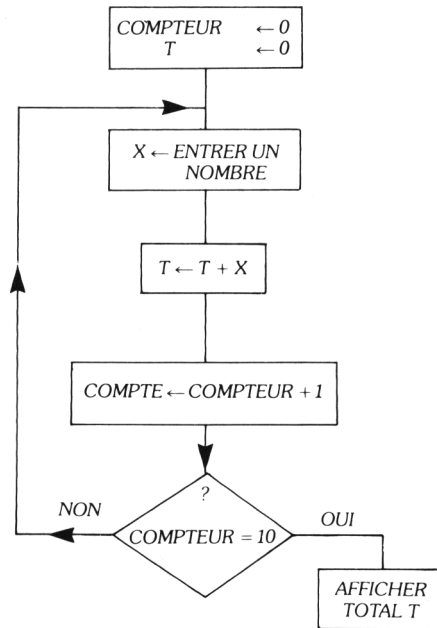 COMPTEUR ← 0
T ← 0
X ← ENTRER UN
NOMBRE
T ← T + X
COMPTE ← COMPTEUR + 1
?
NON
COMPTEUR = 10
OUI
AFFICHER
TOTAL T